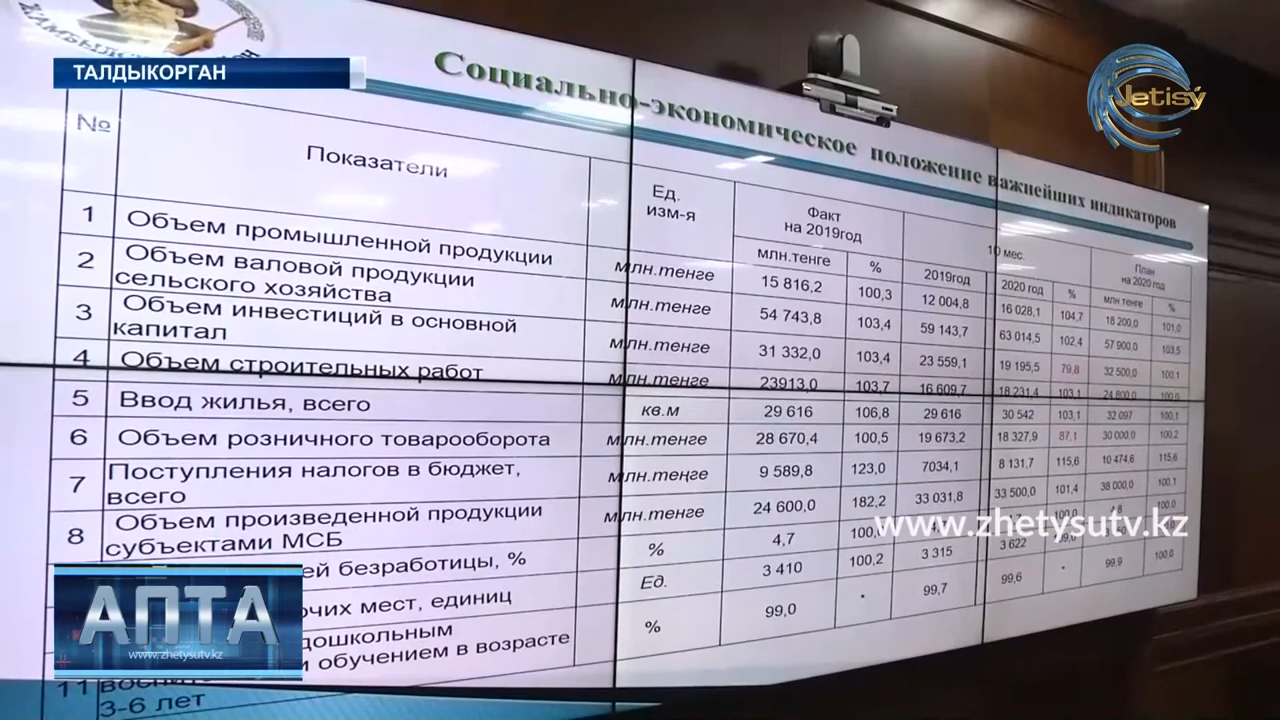 ЖАМБЫЛ
ТАЛДЫКОРГАН
Jetisý
Социально-экономическое положение важнейших индикаторов
№ Показатели Ед. изм-я Факт на 2019год 10 мес. План на 2020 год
млн.тенге % 2019год 2020 год % млн.тенге %
1 Объем промышленной продукции млн.тенге 15 816,2 100,3 12 004,8 16 028,1 104,7 18 200,0 101,0
2 Объем валовой продукции сельского хозяйства млн.тенге 54 743,8 103,4 59 143,7 63 014,5 102,4 57 900,0 103,5
3 Объем инвестиций в основной капитал млн.тенге 31 332,0 103,4 23 559,1 19 195,5 79,8 32 500,0 100,1
4 Объем строительных работ млн.тенге 23913,0 103,7 16 609,7 18 231,4 103,1 24 800,0 100,0
5 Ввод жилья, всего кв.м 29 616 106,8 29 616 30 542 103,1 32 097 100,1
6 Объем розничного товарооборота млн.тенге 28 670,4 100,5 19 673,2 18 327,9 87,1 30 000,0 100,2
7 Поступления налогов в бюджет, всего млн.теңге 9 589,8 123,0 7034,1 8 131,7 115,6 10 474,6 115,6
8 Объем произведенной продукции субъектами МСБ млн.тенге 24 600,0 182,2 33 031,8 33 500,0 101,4 38 000,0 100,1
безработицы, % % 4,7 100,0 4,8 100,0
мест, единиц Ед. 3 410 100,2 3 315 3 622 100,0
дошкольным
и обучением в возрасте
11 3-6 лет % 99,0 • 99,7 99,6 • 99,9
www.zhetysutv.kz
АПТА
www.zhetysutv.kz